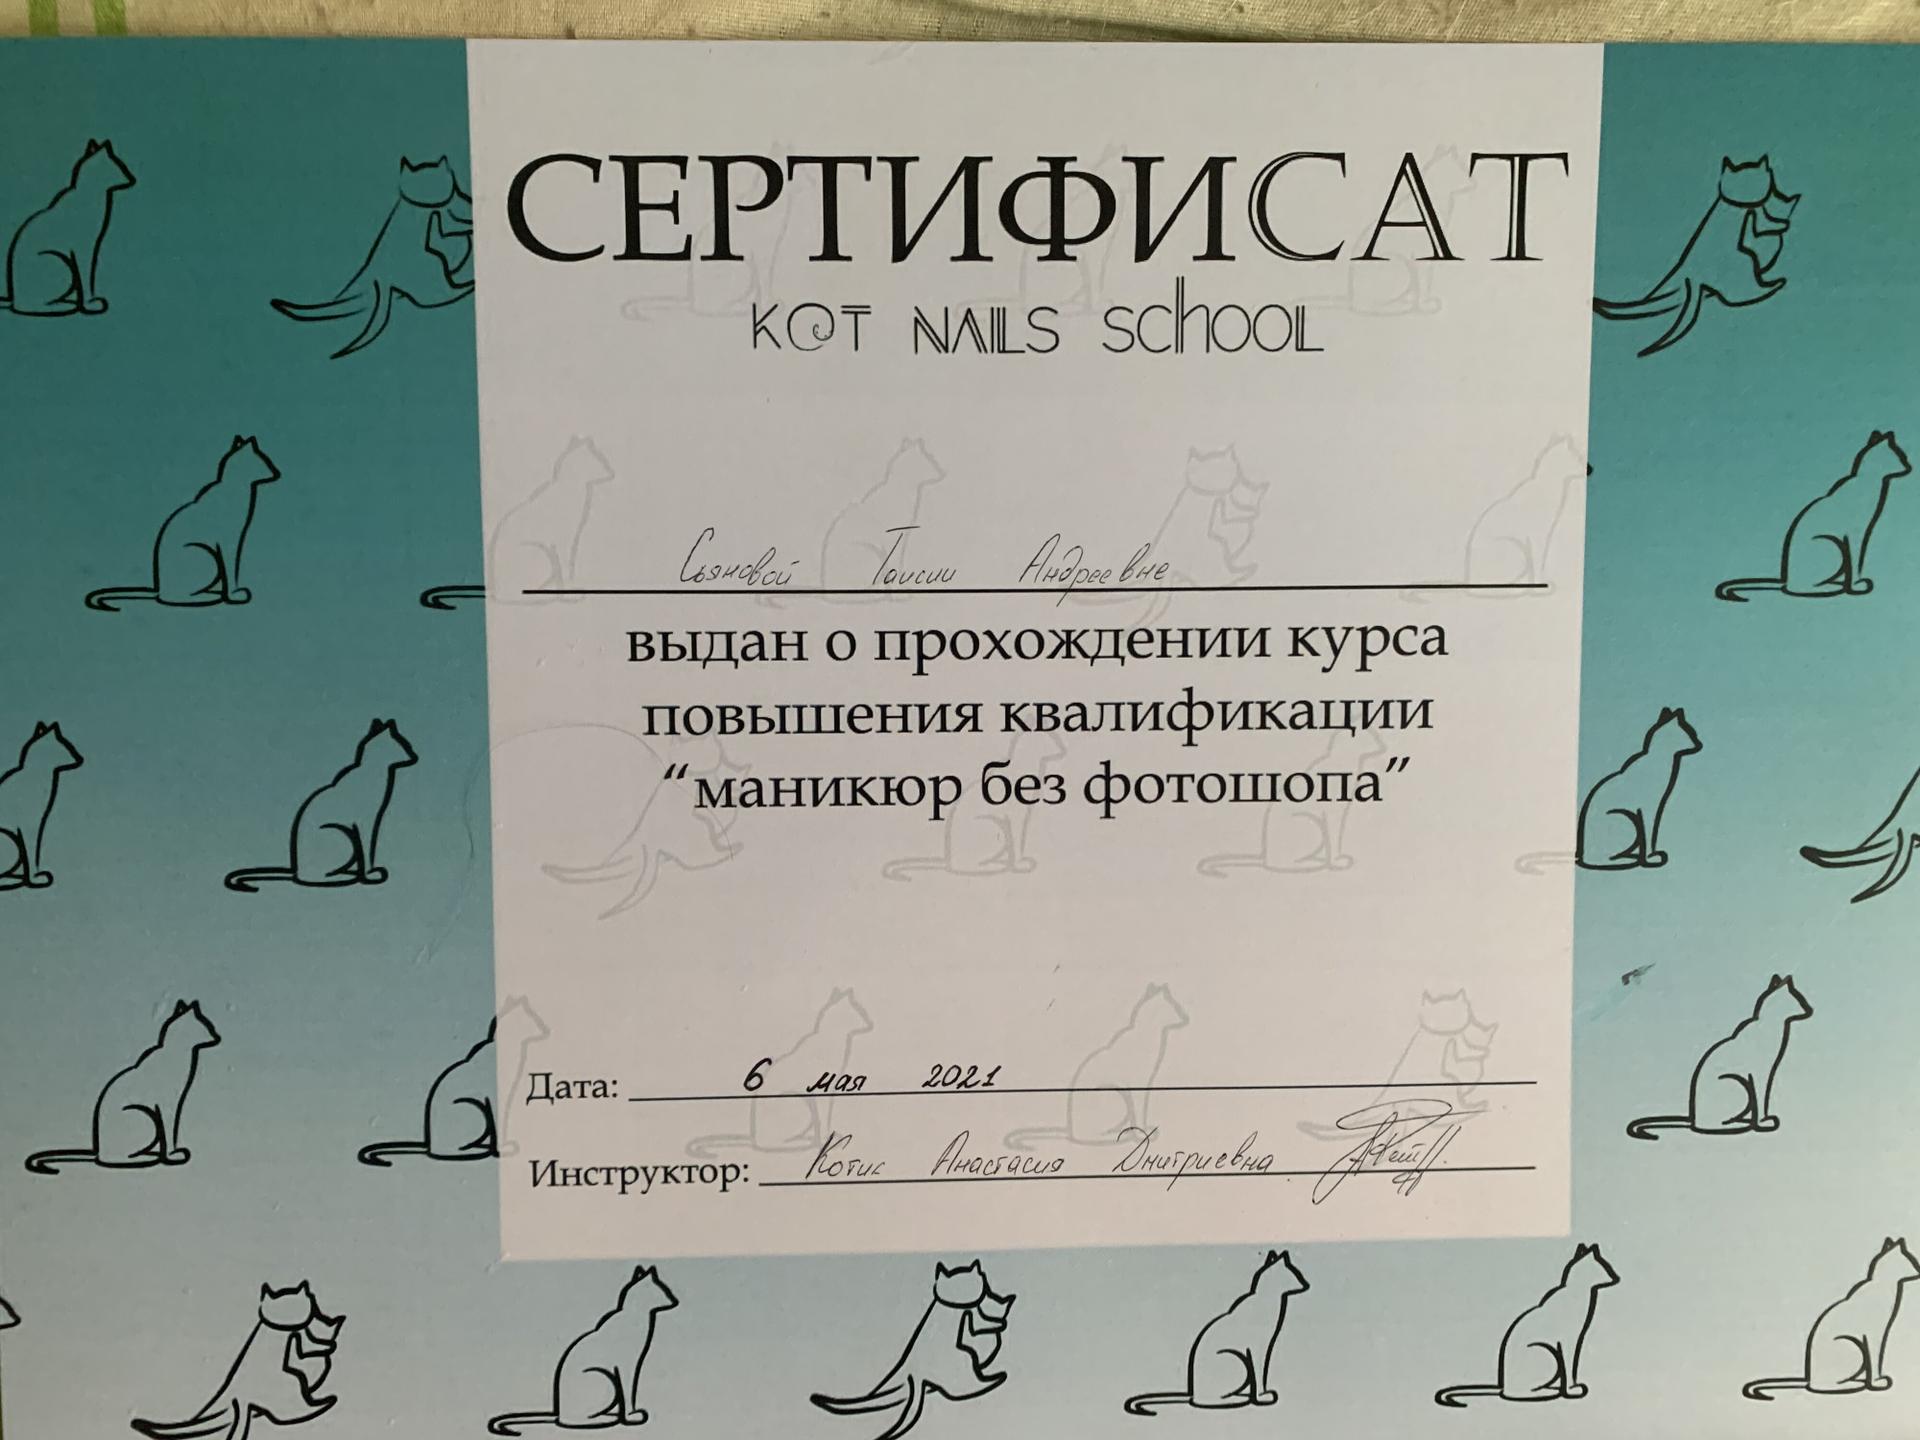 СЕРТИФИСАТ
KOT NAILS SCHOOL
Сьяновой Таисии Андреевне
выдан о прохождении курса
повышения квалификации
“маникюр без фотошопа”
Дата: 6 мая 2021
Инструктор: Котик Анастасия Дмитриевна